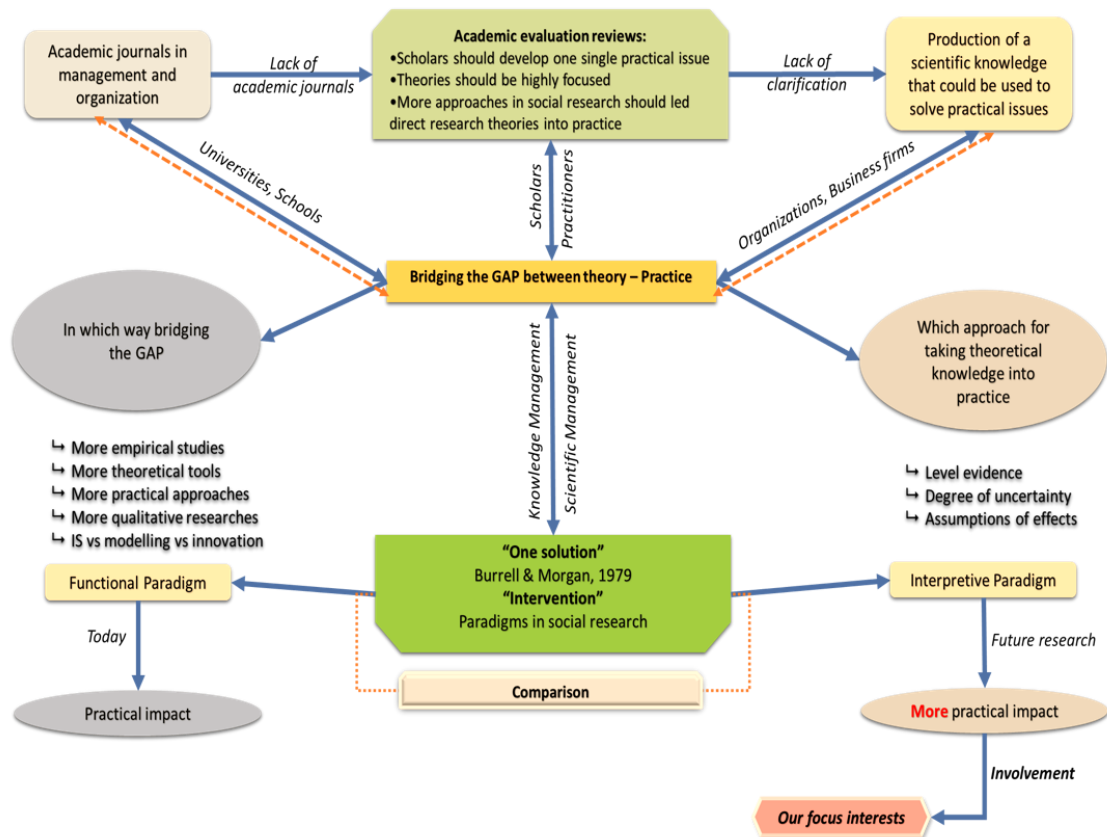 Academic journals in
management and
organization
Lack of
academic journals
Academic evaluation reviews:
•Scholars should develop one single practical issue
•Theories should be highly focused
•More approaches in social research should led
direct research theories into practice
Lack of
clarification
Production of a
scientific knowledge
that could be used to
solve practical issues
Universities, Schools
Scholars
Practitioners
Organizations, Business firms
Bridging the GAP between theory – Practice
In which way bridging
the GAP
Which approach for
taking theoretical
knowledge into
practice
Knowledge Management
Scientific Management
↳ More empirical studies
↳ More theoretical tools
↳ More practical approaches
↳ More qualitative researches
↳ IS vs modelling vs innovation
↳ Level evidence
↳ Degree of uncertainty
↳ Assumptions of effects
Functional Paradigm
“One solution”
Burrell & Morgan, 1979
“Intervention”
Paradigms in social research
Interpretive Paradigm
Today
Future research
Comparison
Practical impact
More practical impact
Involvement
Our focus interests